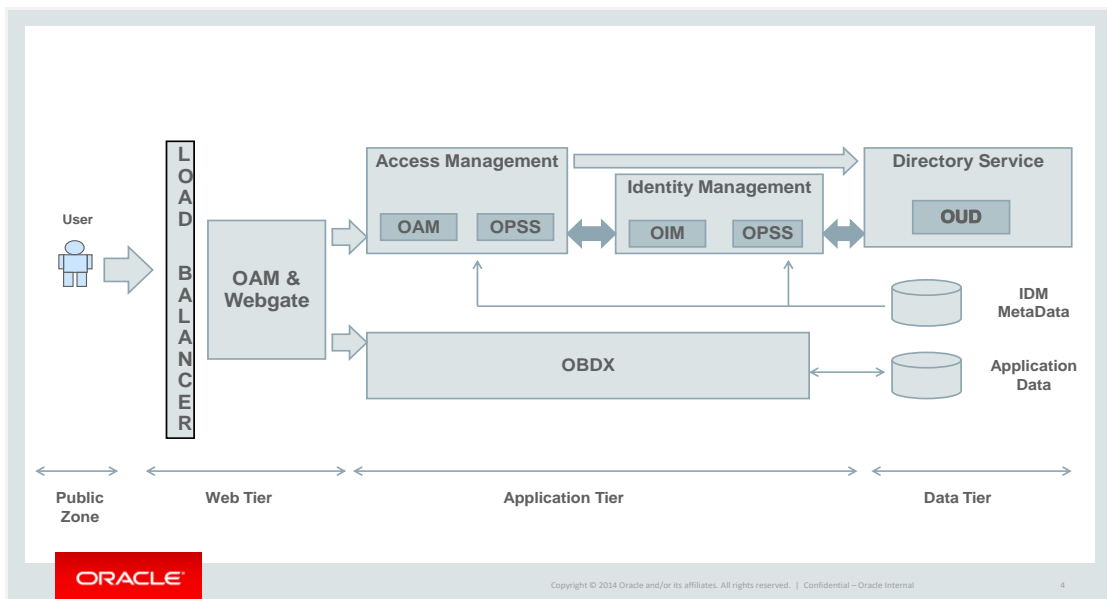 User
LOAD BALANCER
OAM &
Webgate
Access Management
OAM
OPSS
Identity Management
OIM
OPSS
Directory Service
OUD
OBDX
IDM
MetaData
Application
Data
Public
Zone
Web Tier
Application Tier
Data Tier
ORACLE®
Copyright © 2014 Oracle and/or its affiliates. All rights reserved. | Confidential – Oracle Internal
4